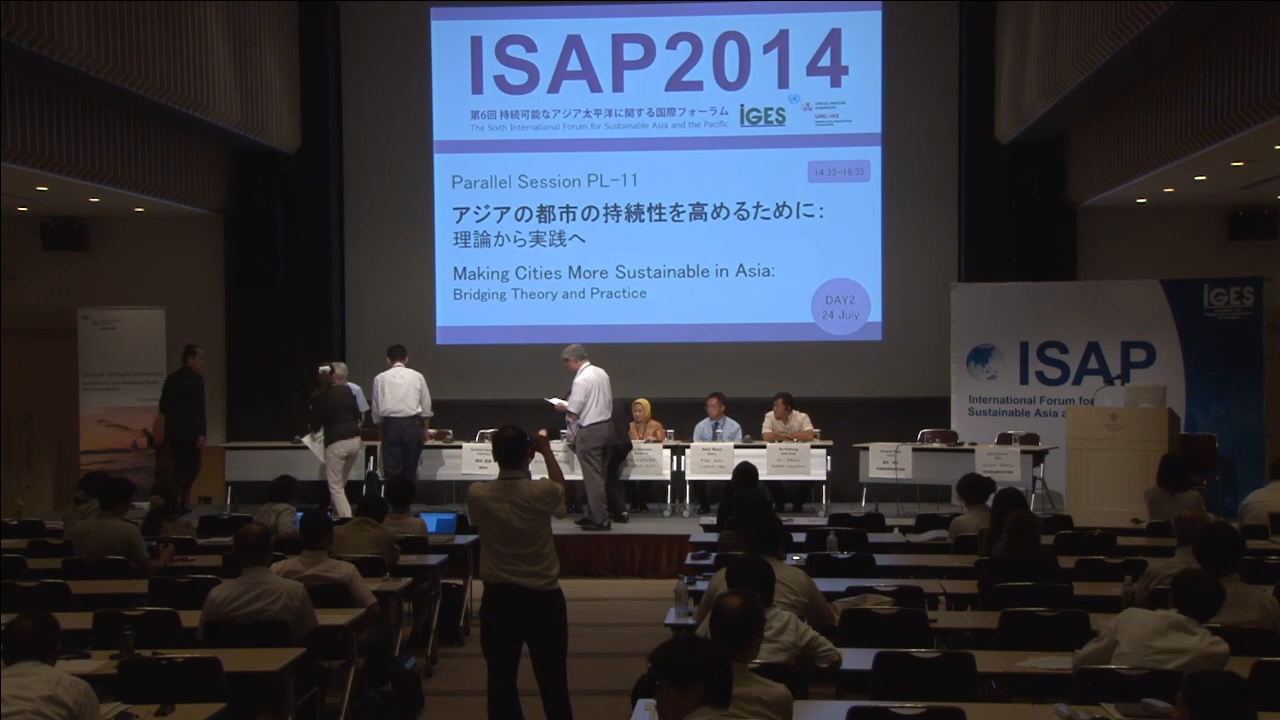 ISAP2014
第6回 持続可能なアジア太平洋に関する国際フォーラム
The Sixth International Forum for Sustainable Asia and the Pacific
IGES
UNU-IAS
Parallel Session PL-11
14:35-16:35
アジアの都市の持続性を高めるために:
理論から実践へ
Making Cities More Sustainable in Asia:
Bridging Theory and Practice
DAY2
24 July
IGES
ISAP
International Forum for
Sustainable Asia a
United Nations University